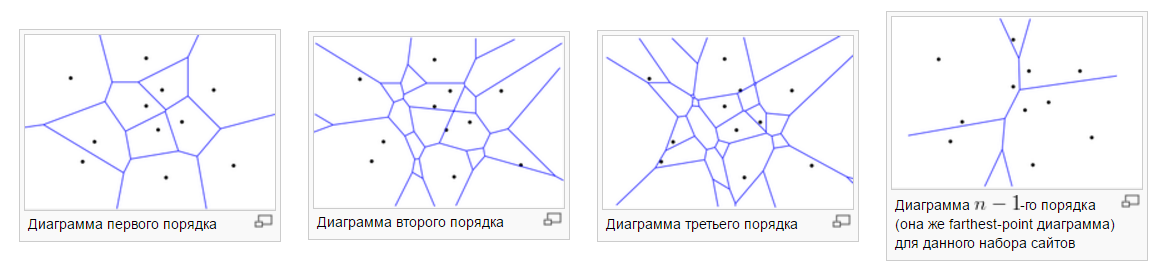 Диаграмма первого порядка
Диаграмма второго порядка
Диаграмма третьего порядка
Диаграмма n − 1-го порядка
(она же farthest-point диаграмма)
для данного набора сайтов